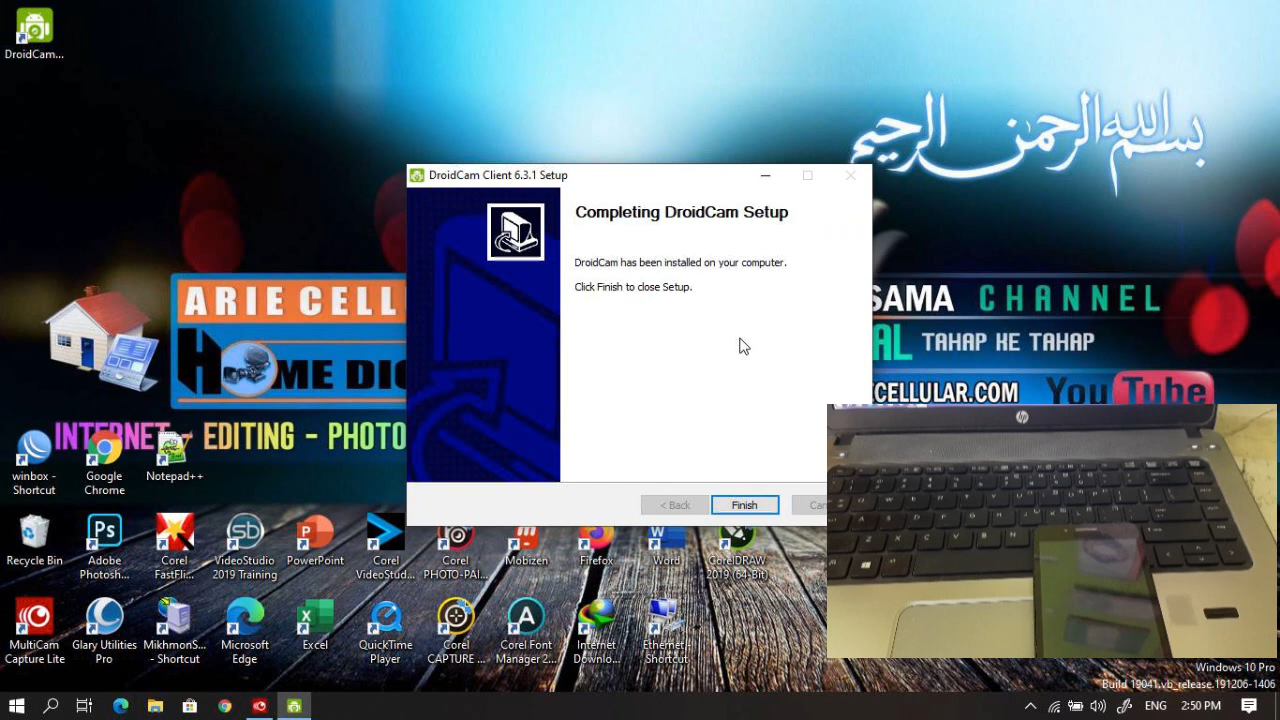 DroidCam...
بسم الله الرحمن الرحيم
DroidCam Client 6.3.1 Setup
Completing DroidCam Setup
DroidCam has been installed on your computer.
Click Finish to close Setup.
< Back
Finish
ARIE CELL
HOME DIG
SAMA CHANNEL
AL TAHAP KE TAHAP
CELLULAR.COM YouTube
INTERNET - EDITING - PHOTO
winbox - Shortcut
Google Chrome
Notepad++
Recycle Bin
Adobe Photosh...
Corel FastFli...
VideoStudio 2019 Training
PowerPoint
Corel VideoStud...
Corel PHOTO-PAI...
Mobizen
Firefox
Word
CorelDRAW 2019 (64-Bit)
MultiCam Capture Lite
Glary Utilities Pro
MikhmonS... - Shortcut
Microsoft Edge
Excel
QuickTime Player
Corel CAPTURE ...
Corel Font Manager 2...
Internet Downlo...
Ethernet - Shortcut
hp
Windows 10 Pro
Build 19041.vb_release.191206-1406
ENG
2:50 PM